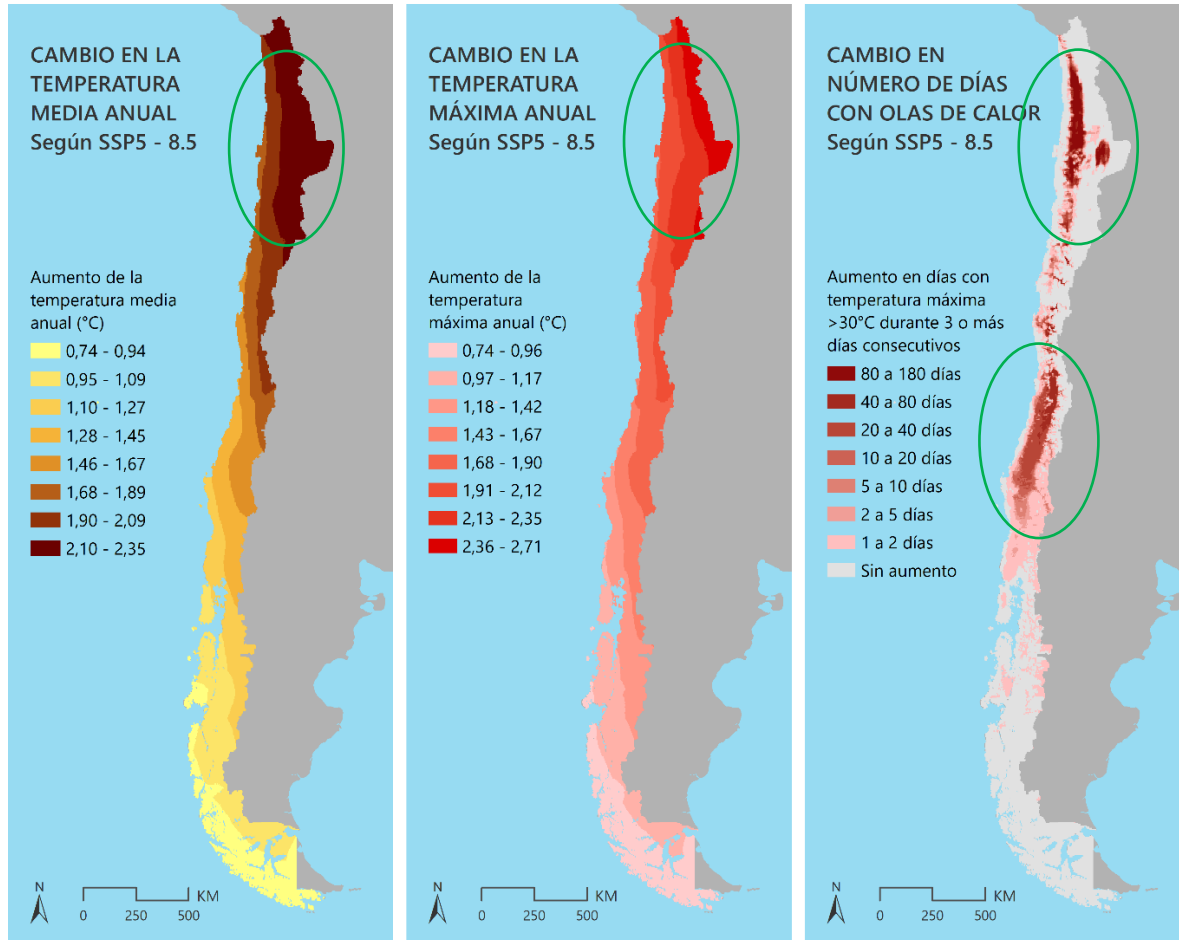 CAMBIO EN LA
TEMPERATURA
MEDIA ANUAL
Según SSP5 - 8.5
Aumento de la
temperatura media
anual (°C)
0,74 - 0,94
0,95 - 1,09
1,10 - 1,27
1,28 - 1,45
1,46 - 1,67
1,68 - 1,89
1,90 - 2,09
2,10 - 2,35
N
KM
0 250 500
CAMBIO EN LA
TEMPERATURA
MÁXIMA ANUAL
Según SSP5 - 8.5
Aumento de la
temperatura
máxima anual (°C)
0,74 - 0,96
0,97 - 1,17
1,18 - 1,42
1,43 - 1,67
1,68 - 1,90
1,91 - 2,12
2,13 - 2,35
2,36 - 2,71
N
KM
0 250 500
CAMBIO EN
NÚMERO DE DÍAS
CON OLAS DE CALOR
Según SSP5 - 8.5
Aumento en días con
temperatura máxima
>30°C durante 3 o más
días consecutivos
80 a 180 días
40 a 80 días
20 a 40 días
10 a 20 días
5 a 10 días
2 a 5 días
1 a 2 días
Sin aumento
N
KM
0 250 500